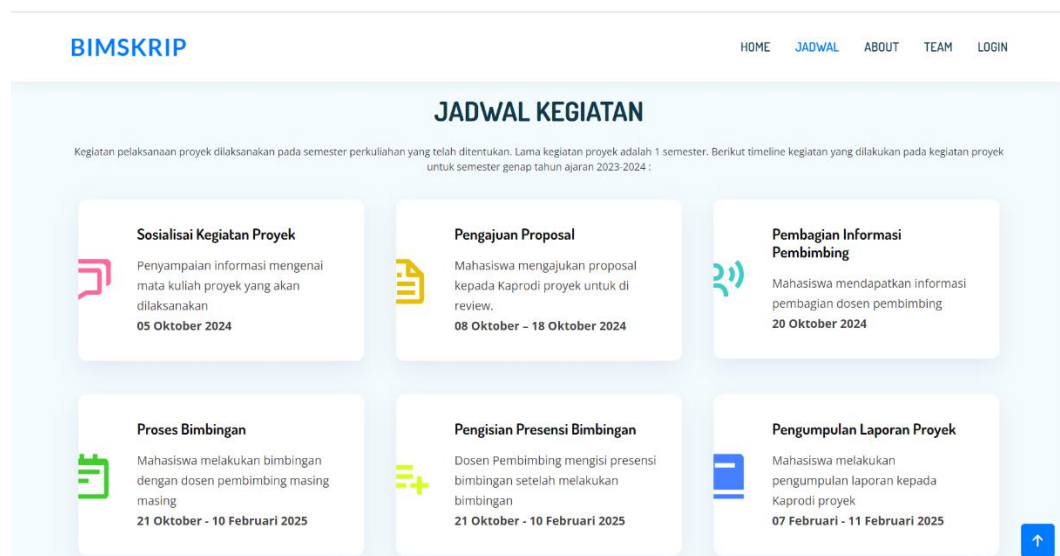 BIMSKRIP
HOME JADWAL ABOUT TEAM LOGIN
JADWAL KEGIATAN
Kegiatan pelaksanaan proyek dilaksanakan pada semester perkuliahan yang telah ditentukan. Lama kegiatan proyek adalah 1 semester. Berikut timeline kegiatan yang dilakukan pada kegiatan proyek
untuk semester genap tahun ajaran 2023-2024 :
Sosialisai Kegiatan Proyek
Penyampaian informasi mengenai
mata kuliah proyek yang akan
dilaksanakan
05 Oktober 2024
Pengajuan Proposal
Mahasiswa mengajukan proposal
kepada Kaprodi proyek untuk di
review.
08 Oktober – 18 Oktober 2024
Pembagian Informasi
Pembimbing
Mahasiswa mendapatkan informasi
pembagian dosen pembimbing
20 Oktober 2024
Proses Bimbingan
Mahasiswa melakukan bimbingan
dengan dosen pembimbing masing
masing
21 Oktober - 10 Februari 2025
Pengisian Presensi Bimbingan
Dosen Pembimbing mengisi presensi
bimbingan setelah melakukan
bimbingan
21 Oktober - 10 Februari 2025
Pengumpulan Laporan Proyek
Mahasiswa melakukan
pengumpulan laporan kepada
Kaprodi proyek
07 Februari - 11 Februari 2025